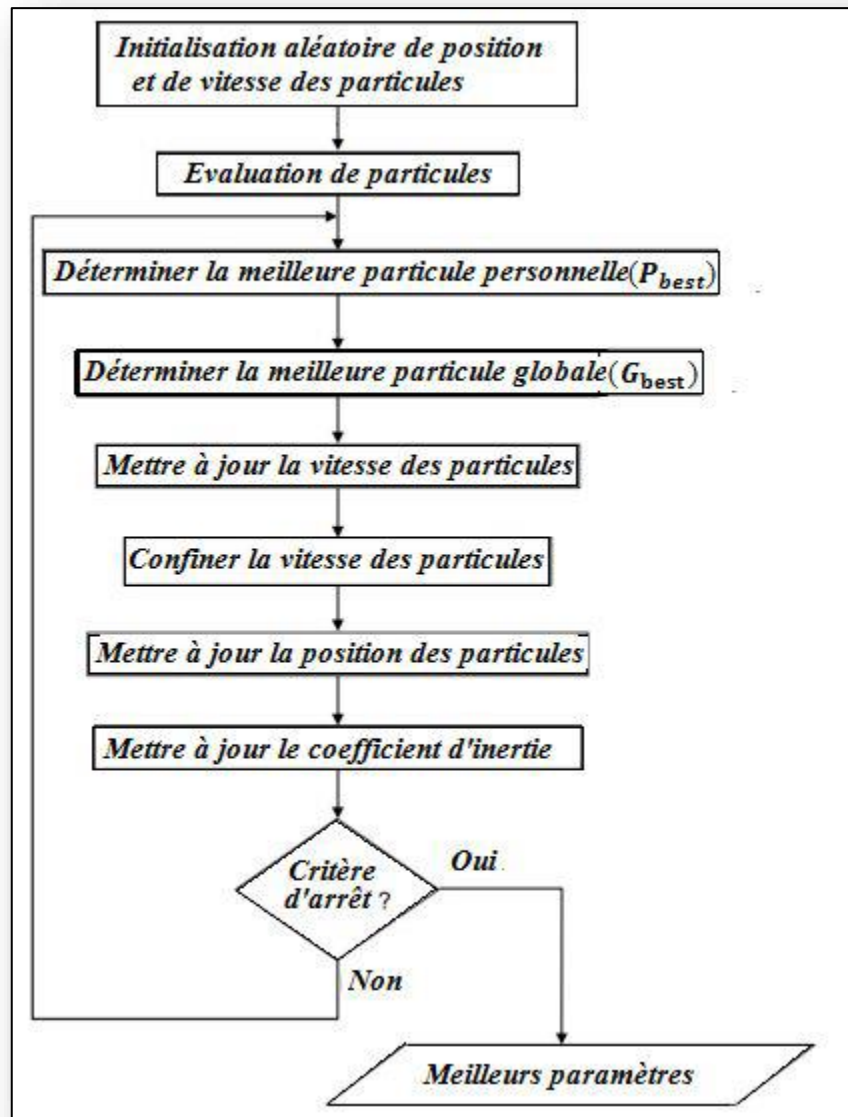 Initialisation aléatoire de position
et de vitesse des particules
Evaluation de particules
Déterminer la meilleure particule personnelle(P_best)
Déterminer la meilleure particule globale(G_best)
Mettre à jour la vitesse des particules
Confiner la vitesse des particules
Mettre à jour la position des particules
Mettre à jour le coefficient d'inertie
Critère
d'arrêt ?
Oui
Non
Meilleurs paramètres